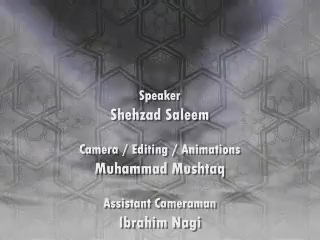 Speaker
Shehzad Saleem
Camera / Editing / Animations
Muhammad Mushtaq
Assistant Cameraman
Ibrahim Nagi